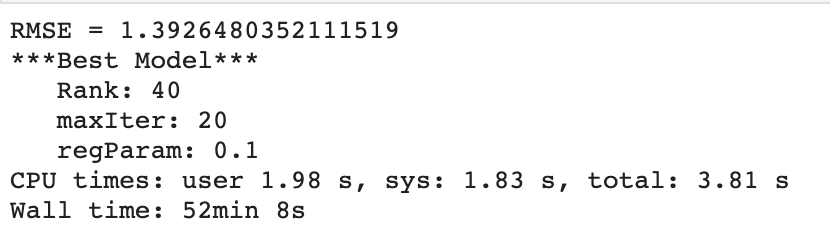 RMSE = 1.3926480352111519
***Best Model***
   Rank: 40
   maxIter: 20
   regParam: 0.1
CPU times: user 1.98 s, sys: 1.83 s, total: 3.81 s
Wall time: 52min 8s